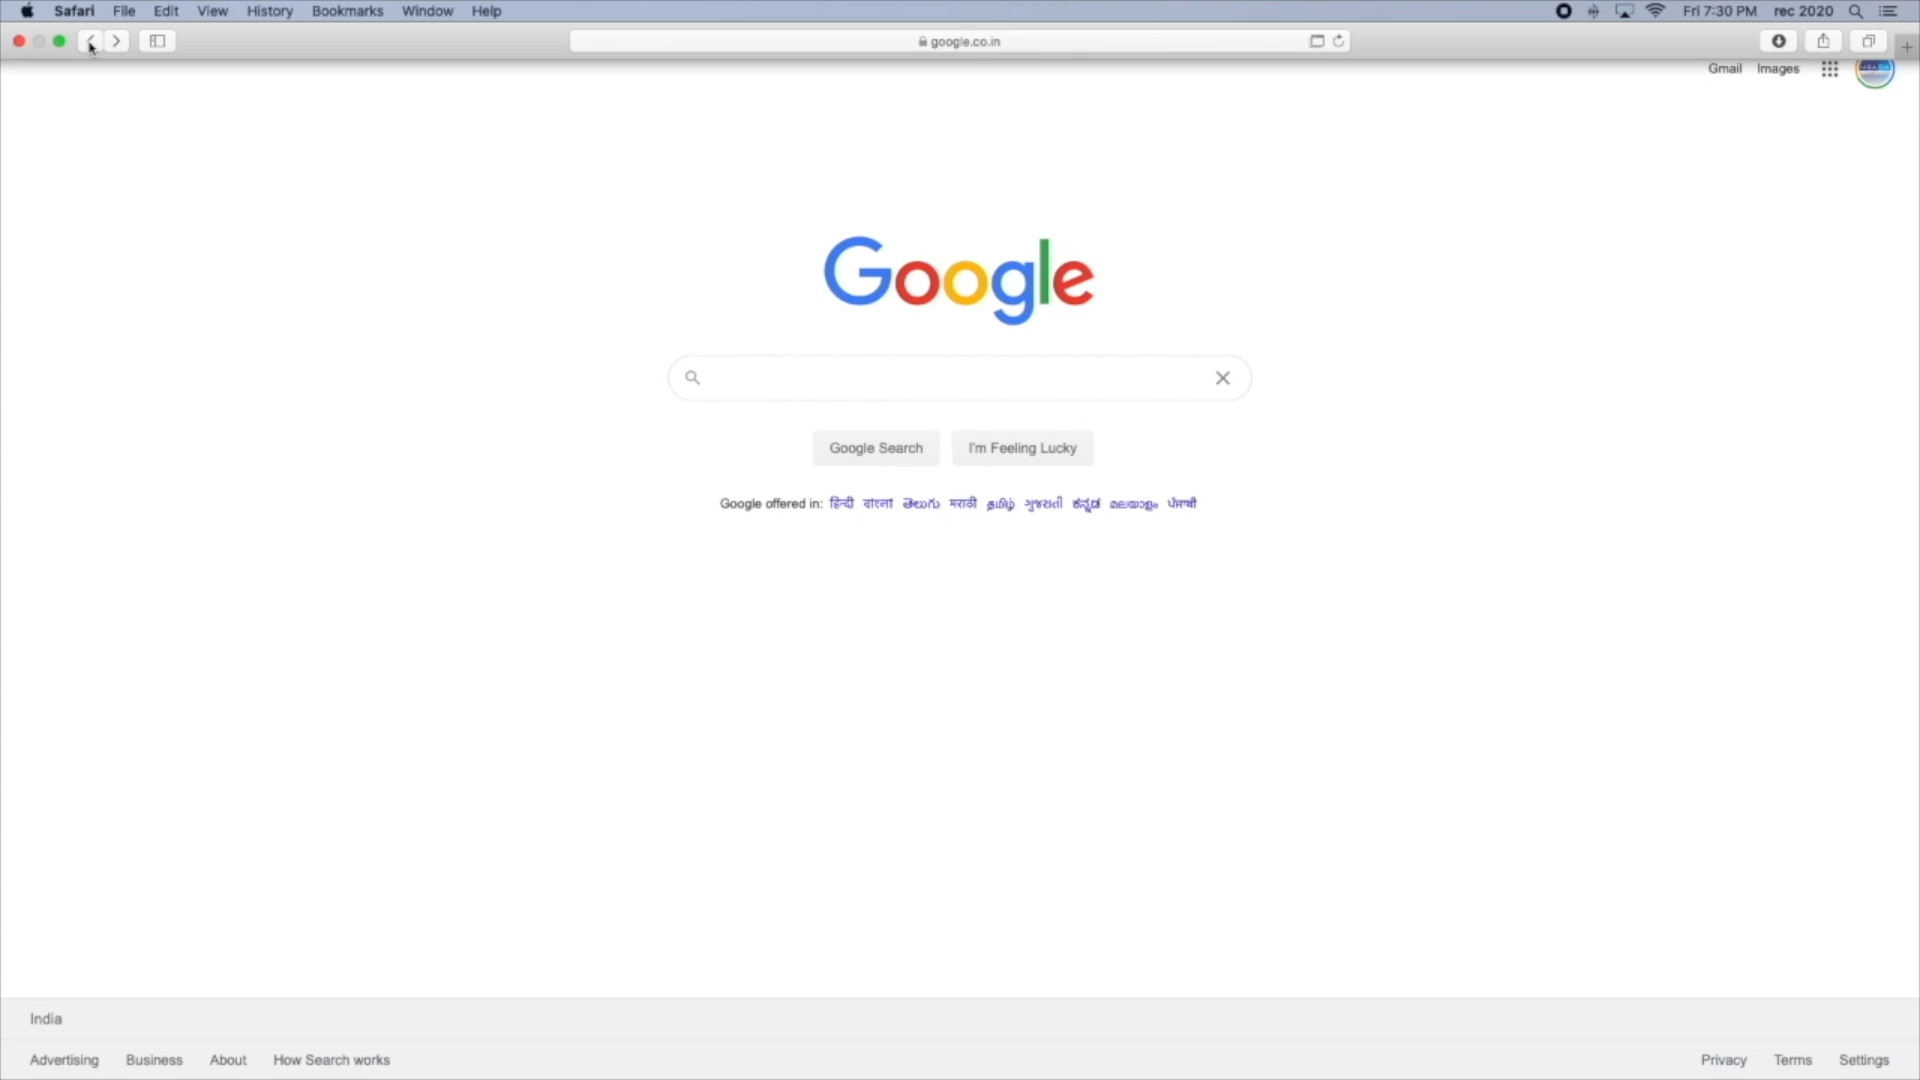 Safari File Edit View History Bookmarks Window Help Fri 7:30 PM rec 2020
google.co.in
Gmail Images
Google
Google Search I'm Feeling Lucky
Google offered in: हिन्दी বাংলা తెలుగు मराठी தமிழ் ગુજરાતી ಕನ್ನಡ മലയാളം ਪੰਜਾਬੀ
India
Advertising Business About How Search works Privacy Terms Settings